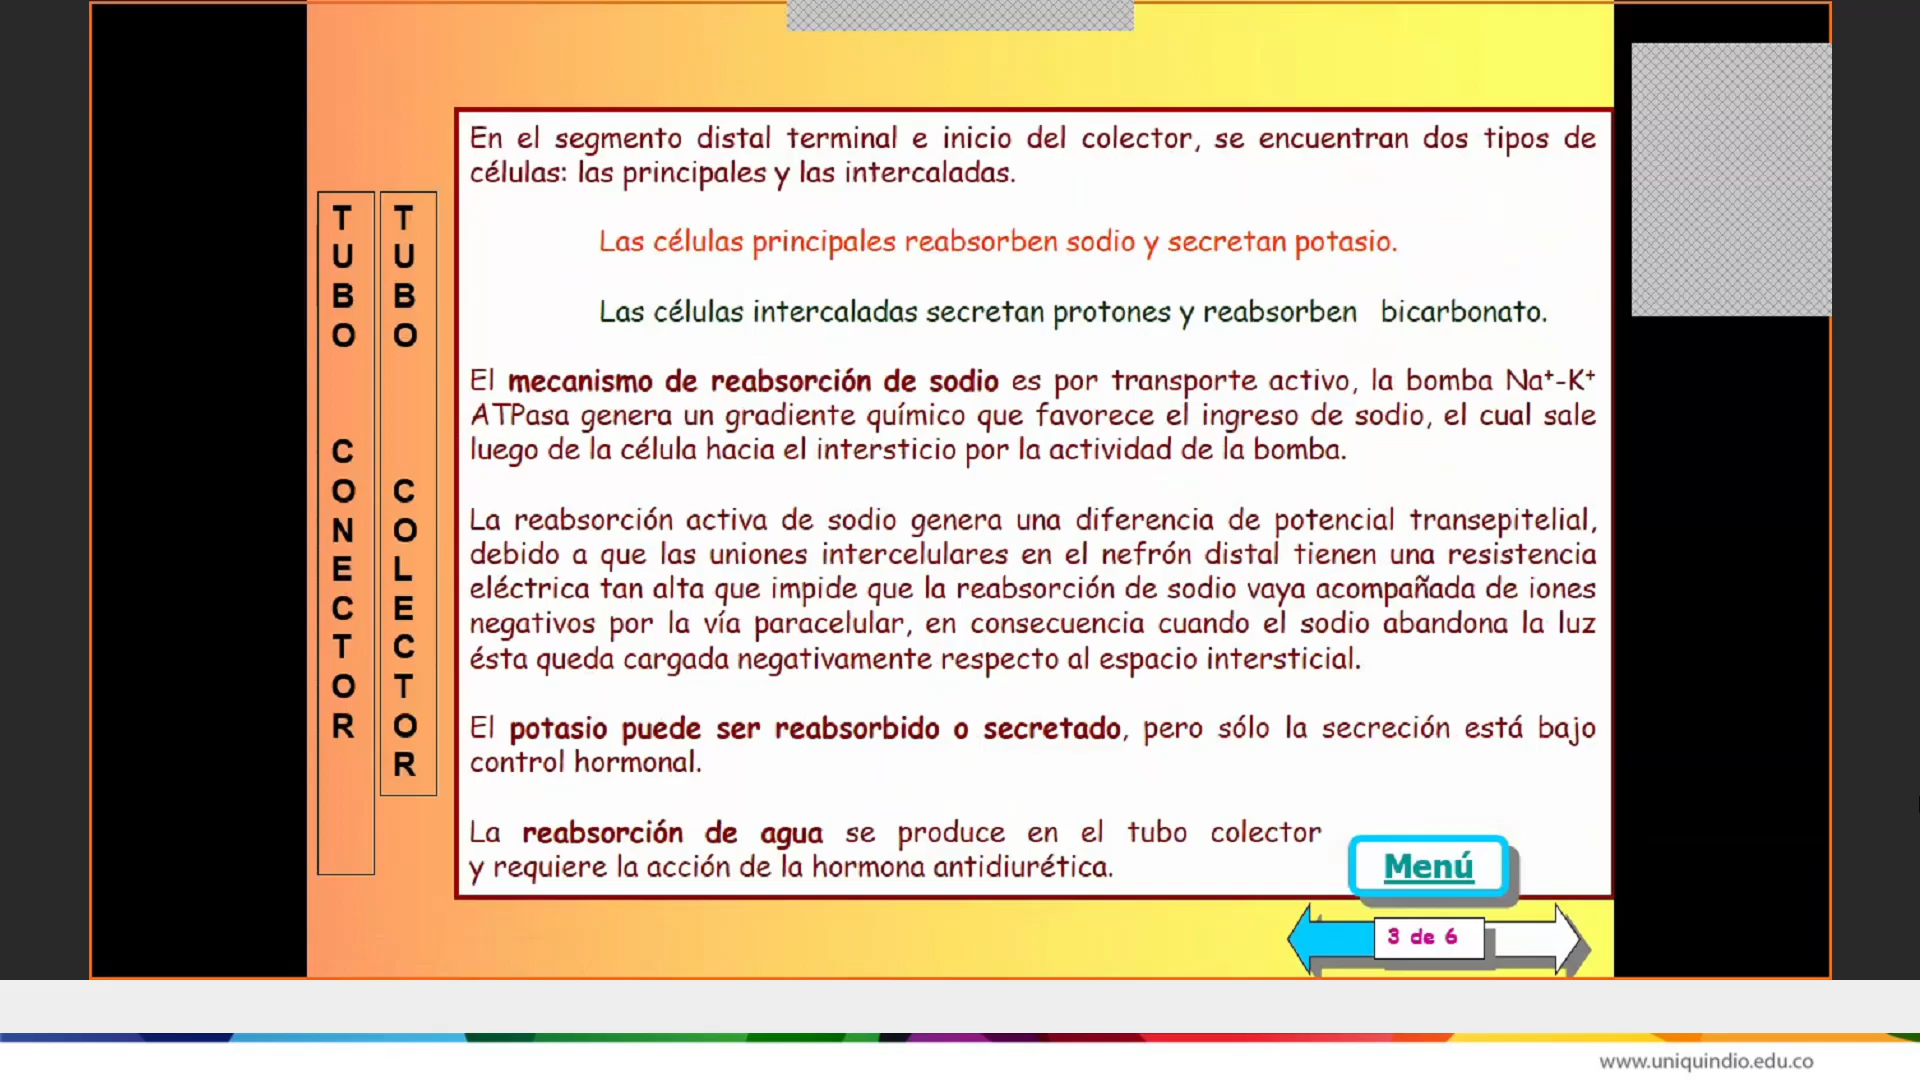 TUBO CONECTOR
TUBO COLECTOR
En el segmento distal terminal e inicio del colector, se encuentran dos tipos de
células: las principales y las intercaladas.
Las células principales reabsorben sodio y secretan potasio.
Las células intercaladas secretan protones y reabsorben bicarbonato.
El mecanismo de reabsorción de sodio es por transporte activo, la bomba Na⁺-K⁺
ATPasa genera un gradiente químico que favorece el ingreso de sodio, el cual sale
luego de la célula hacia el intersticio por la actividad de la bomba.
La reabsorción activa de sodio genera una diferencia de potencial transepitelial,
debido a que las uniones intercelulares en el nefrón distal tienen una resistencia
eléctrica tan alta que impide que la reabsorción de sodio vaya acompañada de iones
negativos por la vía paracelular, en consecuencia cuando el sodio abandona la luz
ésta queda cargada negativamente respecto al espacio intersticial.
El potasio puede ser reabsorbido o secretado, pero sólo la secreción está bajo
control hormonal.
La reabsorción de agua se produce en el tubo colector
y requiere la acción de la hormona antidiurética.
Menú
3 de 6
www.uniquindio.edu.co